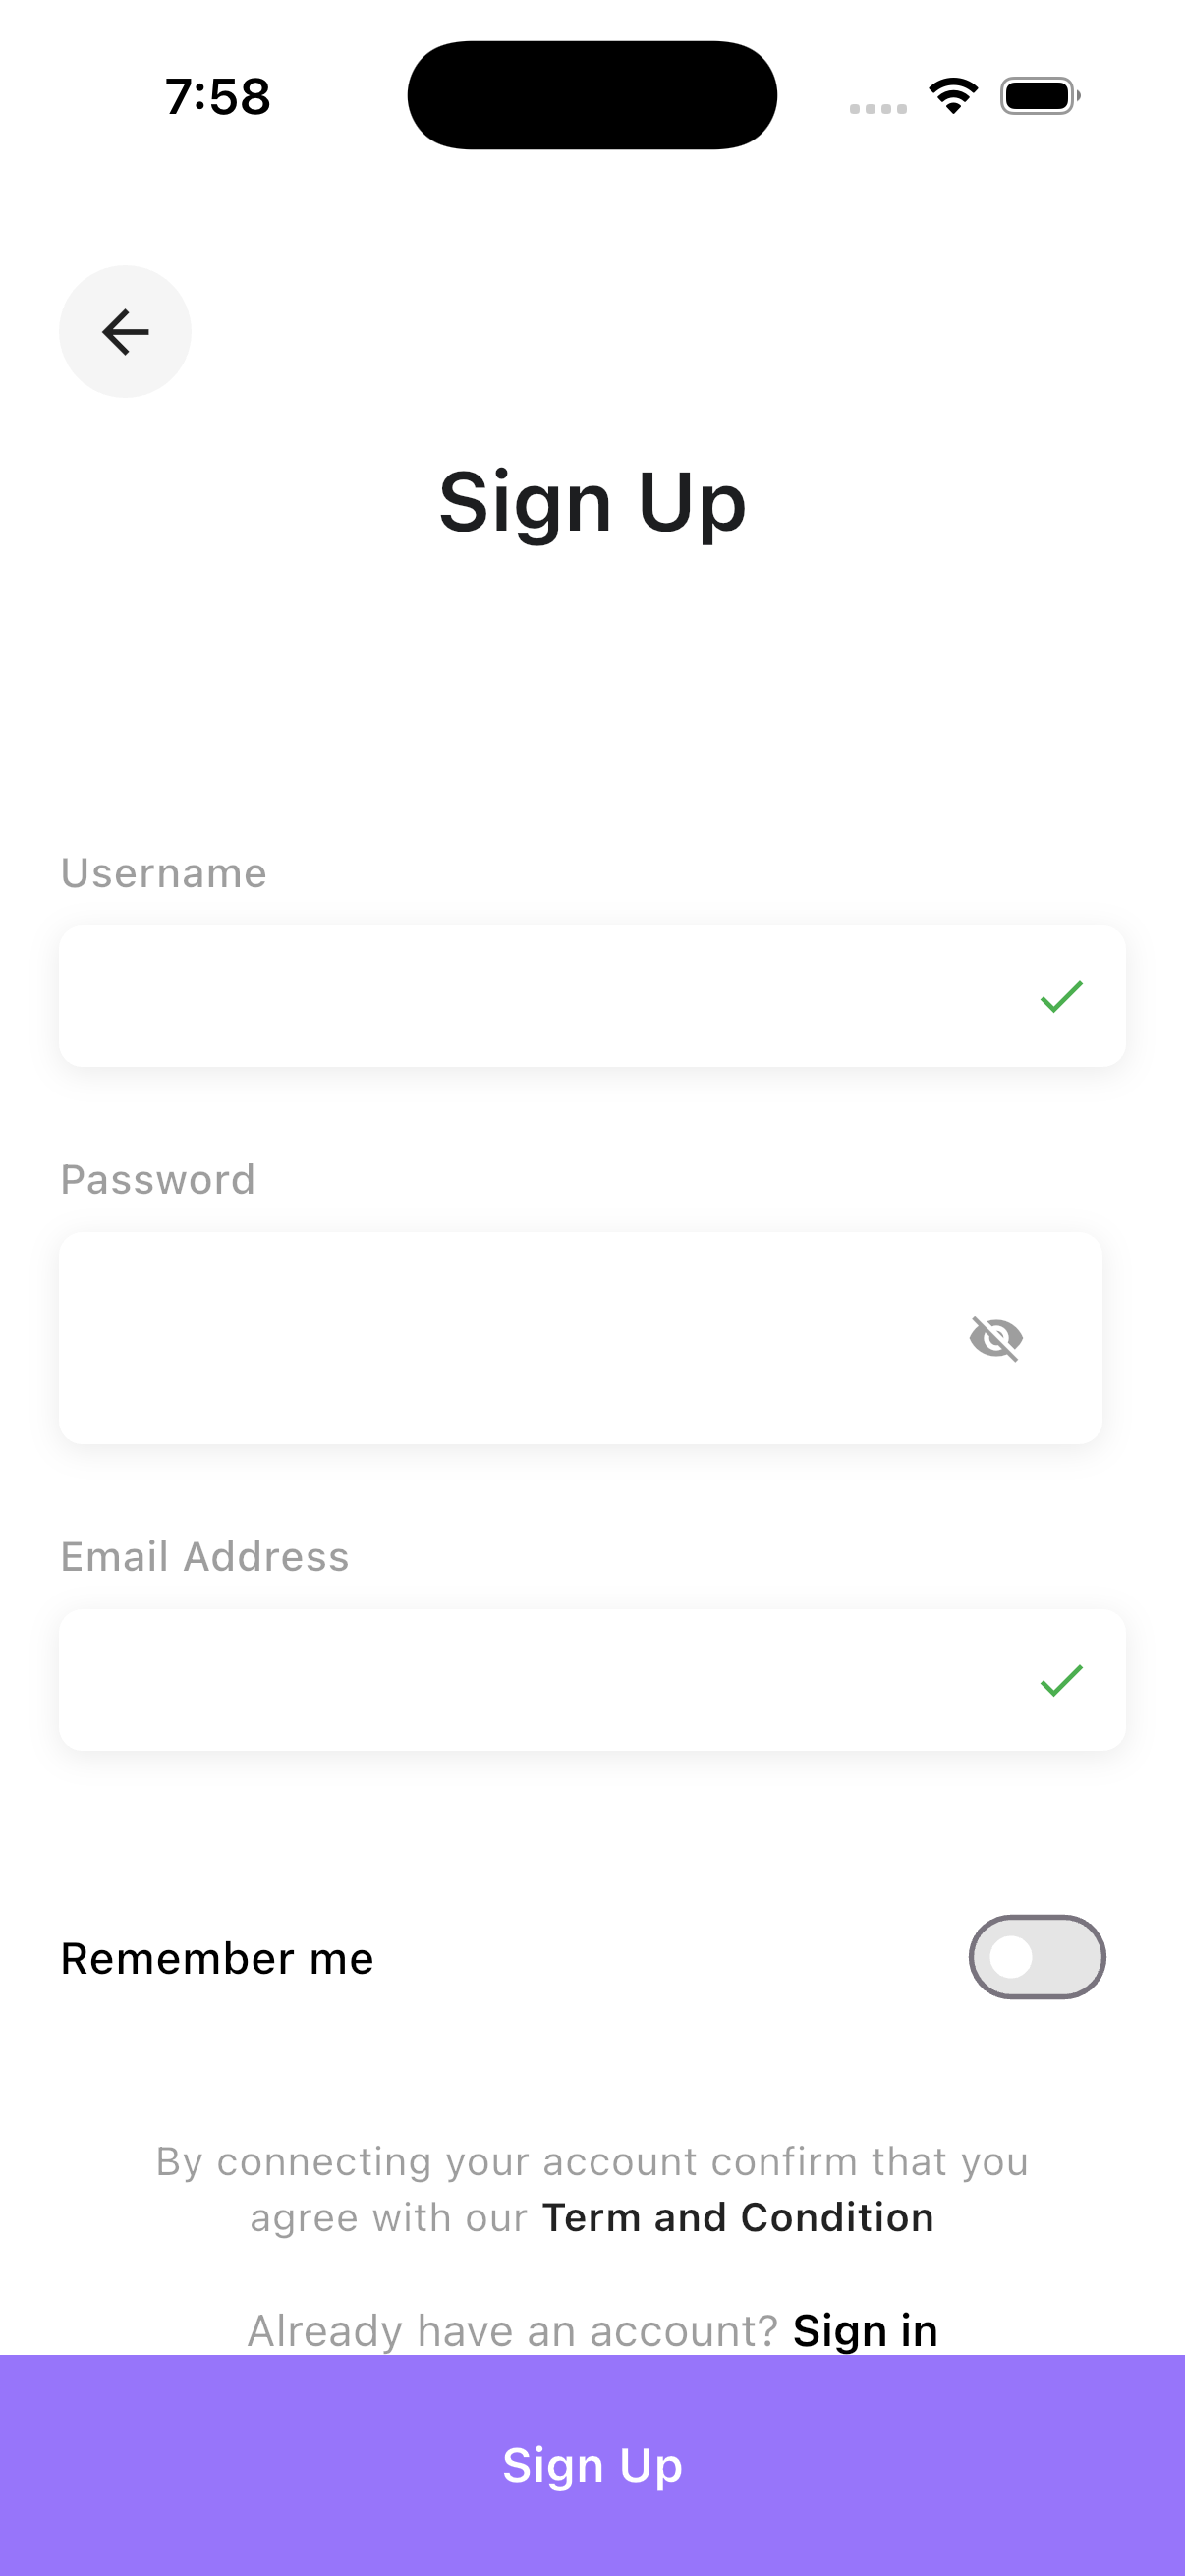 7:58
Sign Up
Username
Password
Email Address
Remember me
By connecting your account confirm that you
agree with our Term and Condition
Already have an account? Sign in
Sign Up